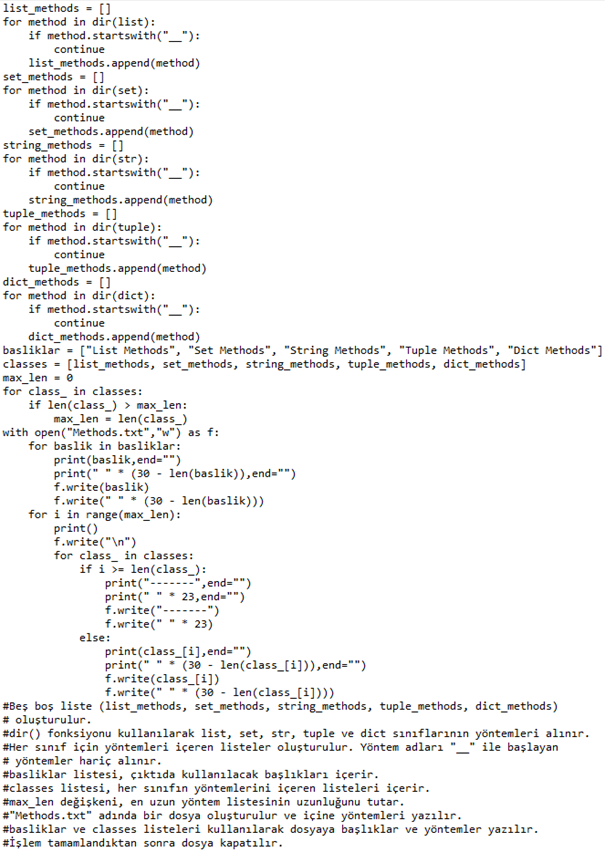 list_methods = []
for method in dir(list):
    if method.startswith("__"):
        continue
    list_methods.append(method)
set_methods = []
for method in dir(set):
    if method.startswith("__"):
        continue
    set_methods.append(method)
string_methods = []
for method in dir(str):
    if method.startswith("__"):
        continue
    string_methods.append(method)
tuple_methods = []
for method in dir(tuple):
    if method.startswith("__"):
        continue
    tuple_methods.append(method)
dict_methods = []
for method in dir(dict):
    if method.startswith("__"):
        continue
    dict_methods.append(method)
basliklar = ["List Methods", "Set Methods", "String Methods", "Tuple Methods", "Dict Methods"]
classes = [list_methods, set_methods, string_methods, tuple_methods, dict_methods]
max_len = 0
for class_ in classes:
    if len(class_) > max_len:
        max_len = len(class_)
with open("Methods.txt","w") as f:
    for baslik in basliklar:
        print(baslik,end="")
        print(" " * (30 - len(baslik)),end="")
        f.write(baslik)
        f.write(" " * (30 - len(baslik)))
    for i in range(max_len):
        print()
        f.write("\n")
        for class_ in classes:
            if i >= len(class_):
                print("-------",end="")
                print(" " * 23,end="")
                f.write("-------")
                f.write(" " * 23)
            else:
                print(class_[i],end="")
                print(" " * (30 - len(class_[i])),end="")
                f.write(class_[i])
                f.write(" " * (30 - len(class_[i])))
#Beş boş liste (list_methods, set_methods, string_methods, tuple_methods, dict_methods)
# oluşturulur.
#dir() fonksiyonu kullanılarak list, set, str, tuple ve dict sınıflarının yöntemleri alınır.
#Her sınıf için yöntemleri içeren listeler oluşturulur. Yöntem adları "__" ile başlayan
# yöntemler hariç alınır.
#basliklar listesi, çıktıda kullanılacak başlıkları içerir.
#classes listesi, her sınıfın yöntemlerini içeren listeleri içerir.
#max_len değişkeni, en uzun yöntem listesinin uzunluğunu tutar.
#"Methods.txt" adında bir dosya oluşturulur ve içine yöntemleri yazılır.
#basliklar ve classes listeleri kullanılarak dosyaya başlıklar ve yöntemler yazılır.
#İşlem tamamlandıktan sonra dosya kapatılır.